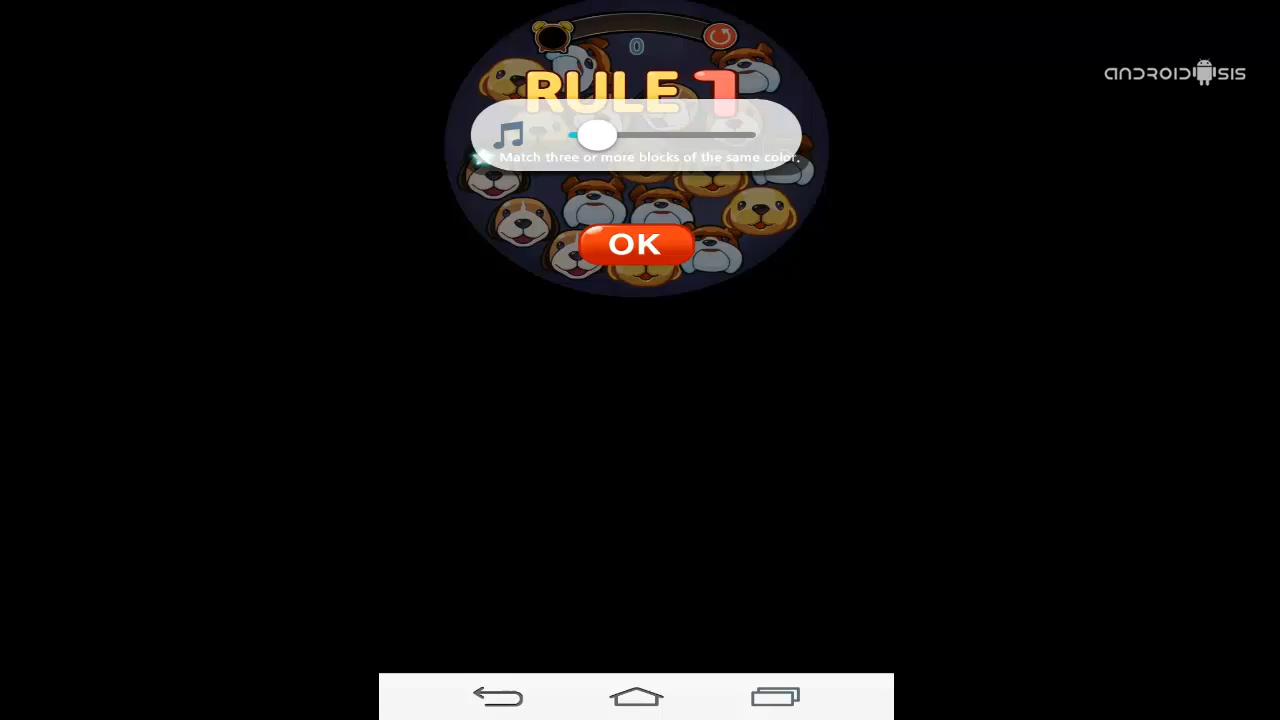 0
ANDROIDSIS
RULE 1
Match three or more blocks of the same color.
OK